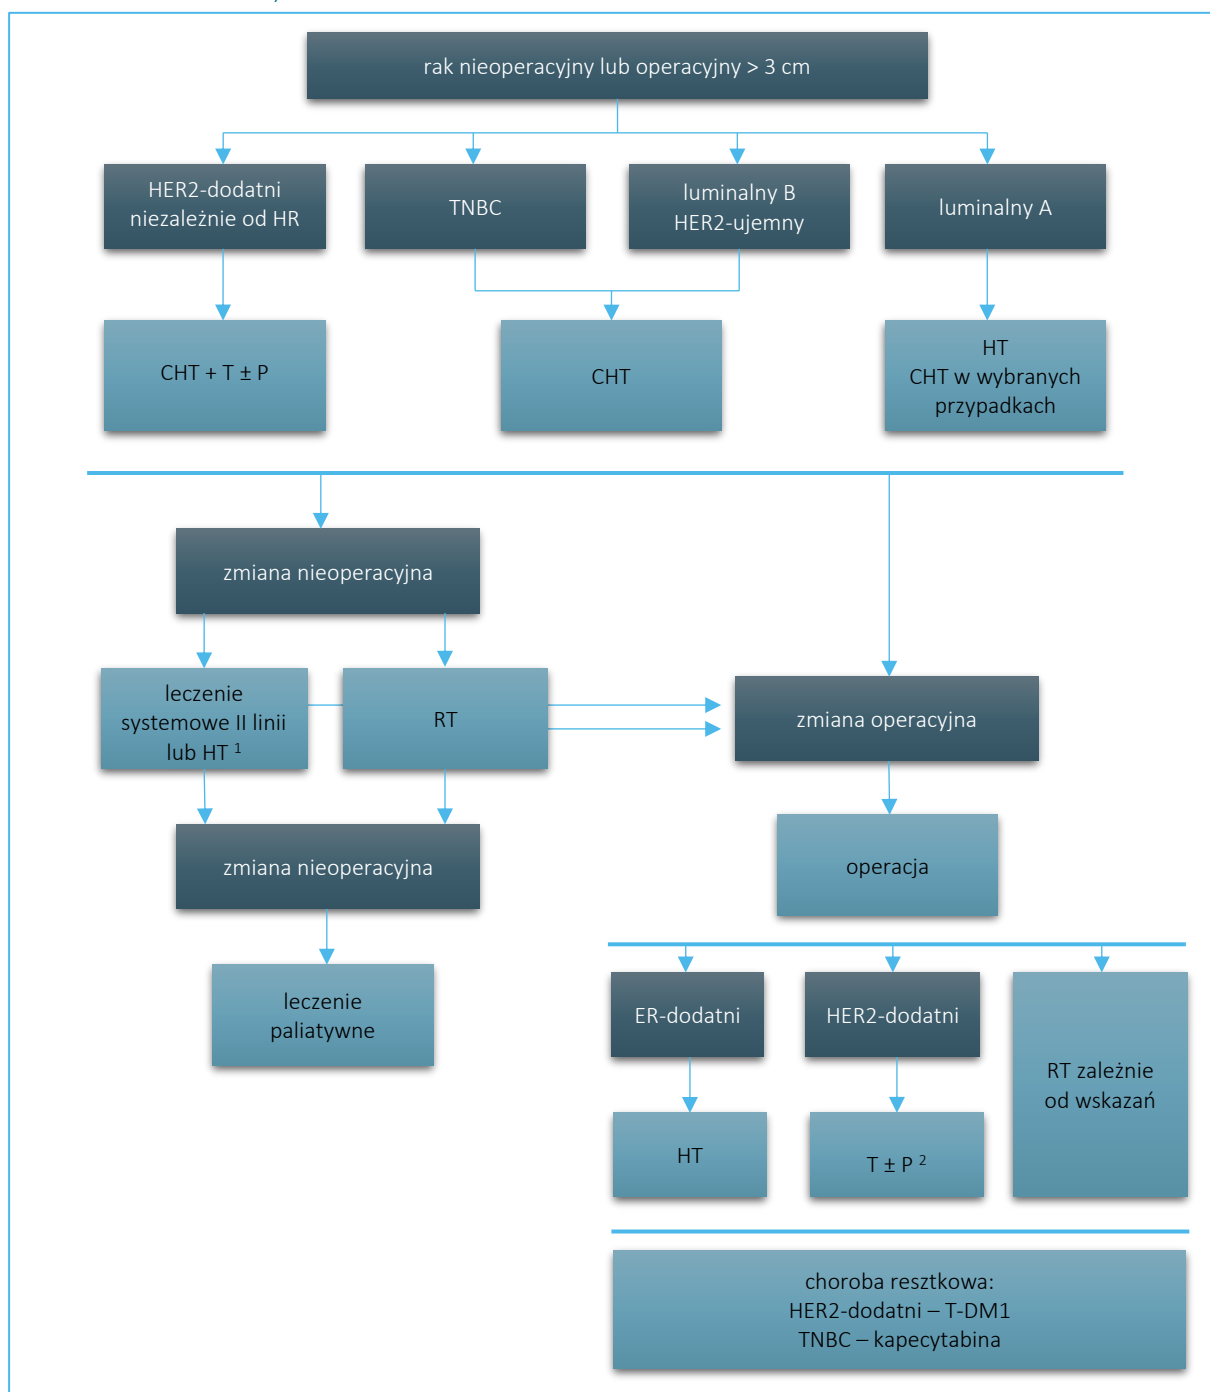 rak nieoperacyjny lub operacyjny > 3 cm
HER2-dodatni
niezależnie od HR
TNBC
luminalny B
HER2-ujemny
luminalny A
CHT + T ± P
CHT
HT
CHT w wybranych
przypadkach
zmiana nieoperacyjna
leczenie
systemowe II linii
lub HT ¹
RT
zmiana operacyjna
zmiana nieoperacyjna
operacja
leczenie
paliatywne
ER-dodatni
HER2-dodatni
RT zależnie
od wskazań
HT
T ± P ²
choroba resztkowa:
HER2-dodatni – T-DM1
TNBC – kapecytabina